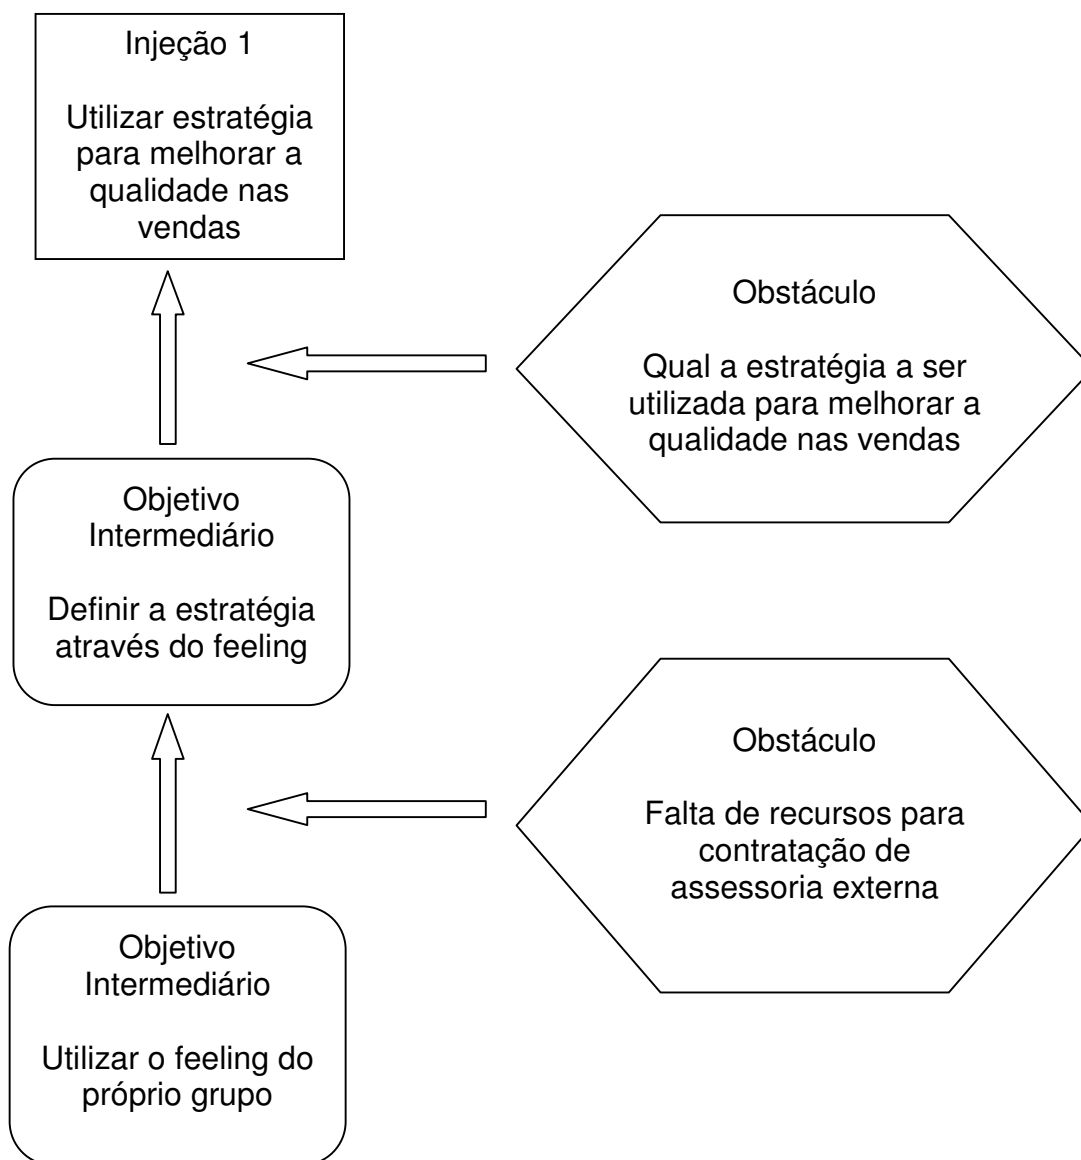 Injeção 1
Utilizar estratégia
para melhorar a
qualidade nas
vendas
Obstáculo
Qual a estratégia a ser
utilizada para melhorar a
qualidade nas vendas
Objetivo
Intermediário
Definir a estratégia
através do feeling
Obstáculo
Falta de recursos para
contratação de
assessoria externa
Objetivo
Intermediário
Utilizar o feeling do
próprio grupo